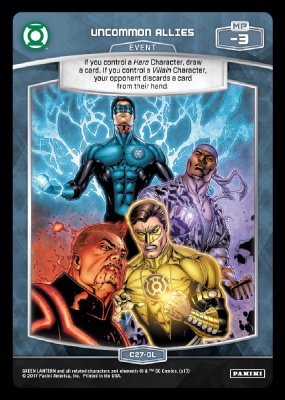 UNCOMMON ALLIES
MP
-3
EVENT
If you control a Hero Character, draw
a card. If you control a Villain Character,
your opponent discards a card
from their hand.
C27-GL
GREEN LANTERN and all related characters and elements © & ™ DC Comics. (s17)
© 2017 Panini America, Inc. Printed in the USA.
PANINI